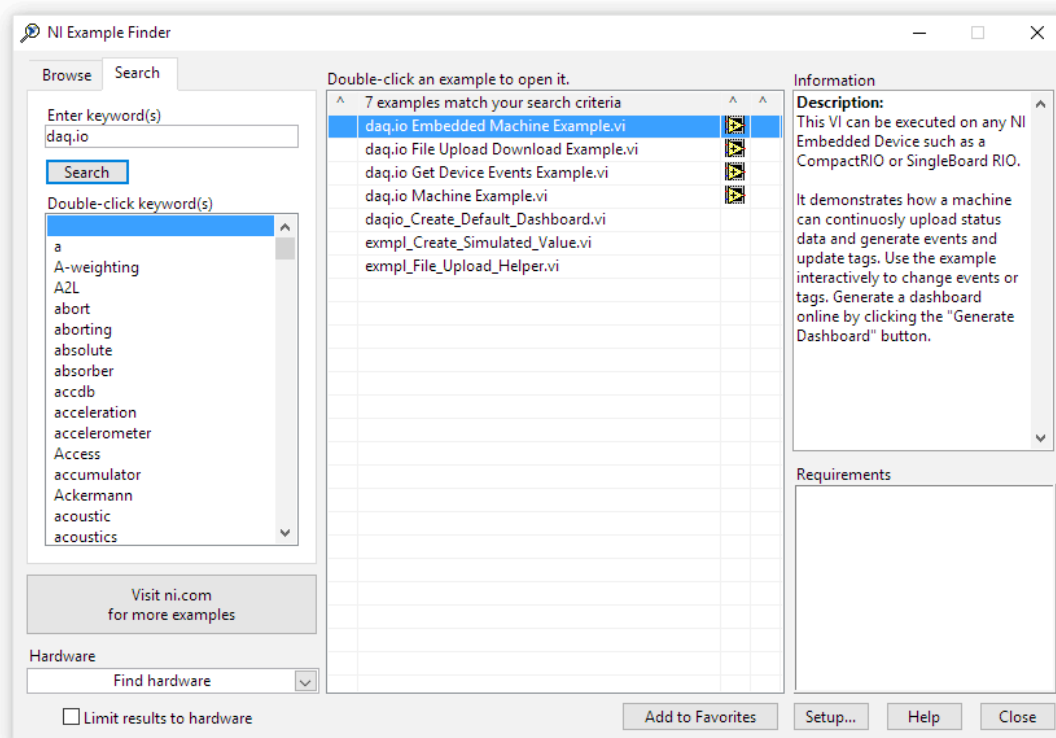 NI Example Finder
Browse
Search
Enter keyword(s)
daq.io
Search
Double-click keyword(s)
a
A-weighting
A2L
abort
aborting
absolute
absorber
accdb
acceleration
accelerometer
Access
accumulator
Ackermann
acoustic
acoustics
Visit ni.com
for more examples
Hardware
Find hardware
Limit results to hardware
Double-click an example to open it.
7 examples match your search criteria
daq.io Embedded Machine Example.vi
daq.io File Upload Download Example.vi
daq.io Get Device Events Example.vi
daq.io Machine Example.vi
daqio_Create_Default_Dashboard.vi
exmpl_Create_Simulated_Value.vi
exmpl_File_Upload_Helper.vi
Information
Description:
This VI can be executed on any NI
Embedded Device such as a
CompactRIO or SingleBoard RIO.
It demonstrates how a machine
can continuosly upload status
data and generate events and
update tags. Use the example
interactively to change events or
tags. Generate a dashboard
online by clicking the "Generate
Dashboard" button.
Requirements
Add to Favorites
Setup...
Help
Close